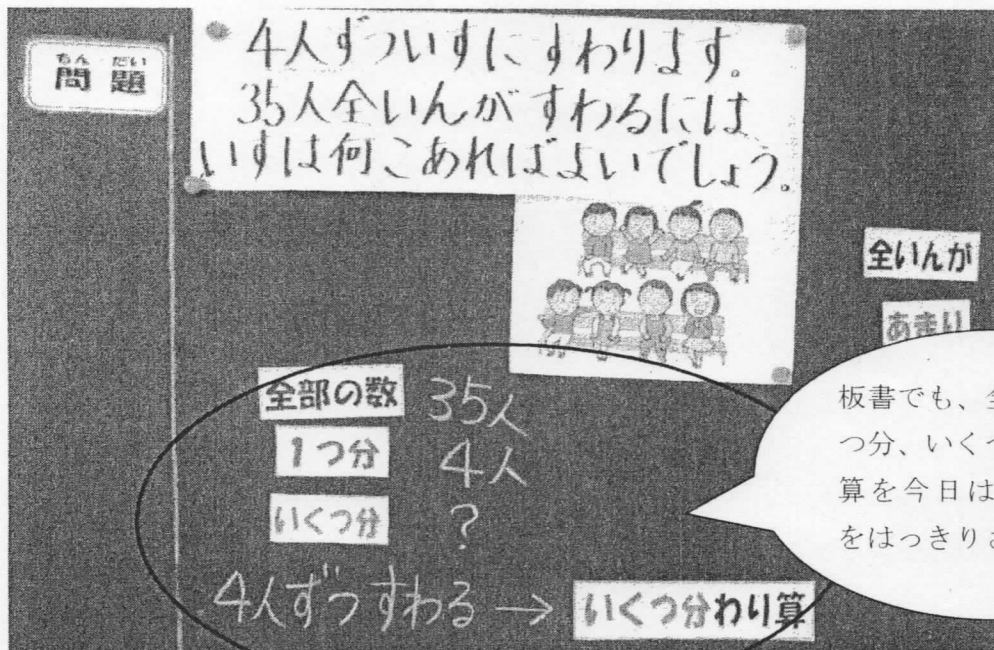 もん だい
問 題
4人ずついすに すわります。
35人全いんが すわるには
いすは何こあればよいでしょう。
全いんが
あまり
全部の数 35人
1つ分 4人
いくつ分 ?
4人ずつ すわる → いくつ分わり算
板書でも、全
つ分、いくつ
算を今日は
をはっきりさ